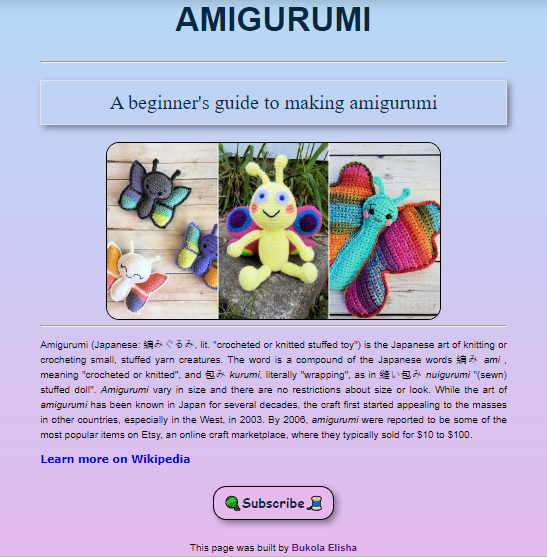 AMIGURUMI
A beginner's guide to making amigurumi
Amigurumi (Japanese: 編みぐるみ, lit. "crocheted or knitted stuffed toy") is the Japanese art of knitting or
crocheting small, stuffed yarn creatures. The word is a compound of the Japanese words 編み ami ,
meaning "crocheted or knitted", and 包み kurumi, literally "wrapping", as in 縫い包み nuigurumi "(sewn)
stuffed doll". Amigurumi vary in size and there are no restrictions about size or look. While the art of
amigurumi has been known in Japan for several decades, the craft first started appealing to the masses
in other countries, especially in the West, in 2003. By 2006, amigurumi were reported to be some of the
most popular items on Etsy, an online craft marketplace, where they typically sold for $10 to $100.
Learn more on Wikipedia
Subscribe
This page was built by Bukola Elisha